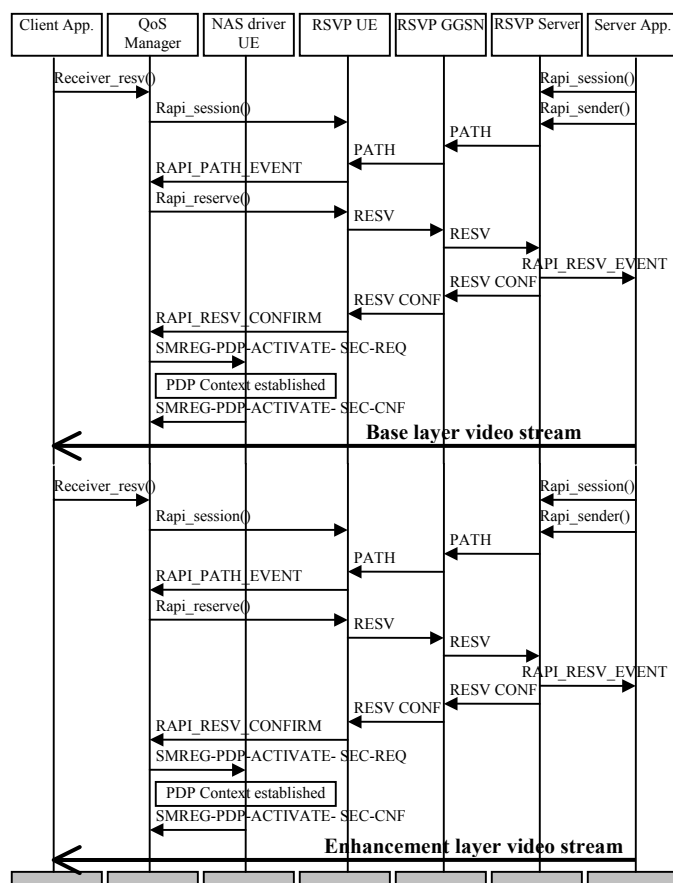 Client App.
QoS
Manager
NAS driver
UE
RSVP UE
RSVP GGSN
RSVP Server
Server App.
Receiver_resv()
Rapi_session()
Rapi_session()
Rapi_sender()
PATH
PATH
RAPI_PATH_EVENT
Rapi_reserve()
RESV
RESV
RAPI_RESV_EVENT
RESV CONF
RESV CONF
RAPI_RESV_CONFIRM
SMREG-PDP-ACTIVATE- SEC-REQ
PDP Context established
SMREG-PDP-ACTIVATE- SEC-CNF
Base layer video stream
Receiver_resv()
Rapi_session()
Rapi_session()
Rapi_sender()
PATH
PATH
RAPI_PATH_EVENT
Rapi_reserve()
RESV
RESV
RAPI_RESV_EVENT
RESV CONF
RESV CONF
RAPI_RESV_CONFIRM
SMREG-PDP-ACTIVATE- SEC-REQ
PDP Context established
SMREG-PDP-ACTIVATE- SEC-CNF
Enhancement layer video stream